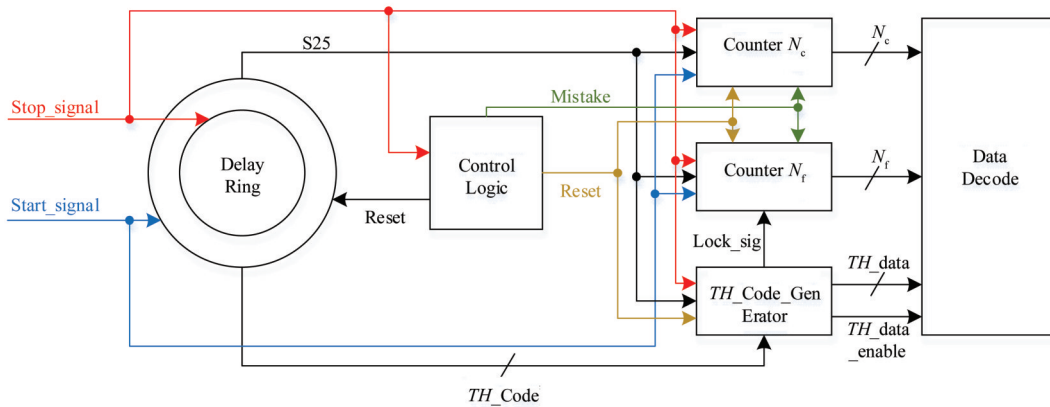 S25
Counter Nc
Nc
Stop_signal
Mistake
Delay
Ring
Control
Logic
Counter Nf
Nf
Data
Decode
Start_signal
Reset
Reset
Lock_sig
TH_data
TH_Code_Gen
Erator
TH_data
_enable
TH_Code